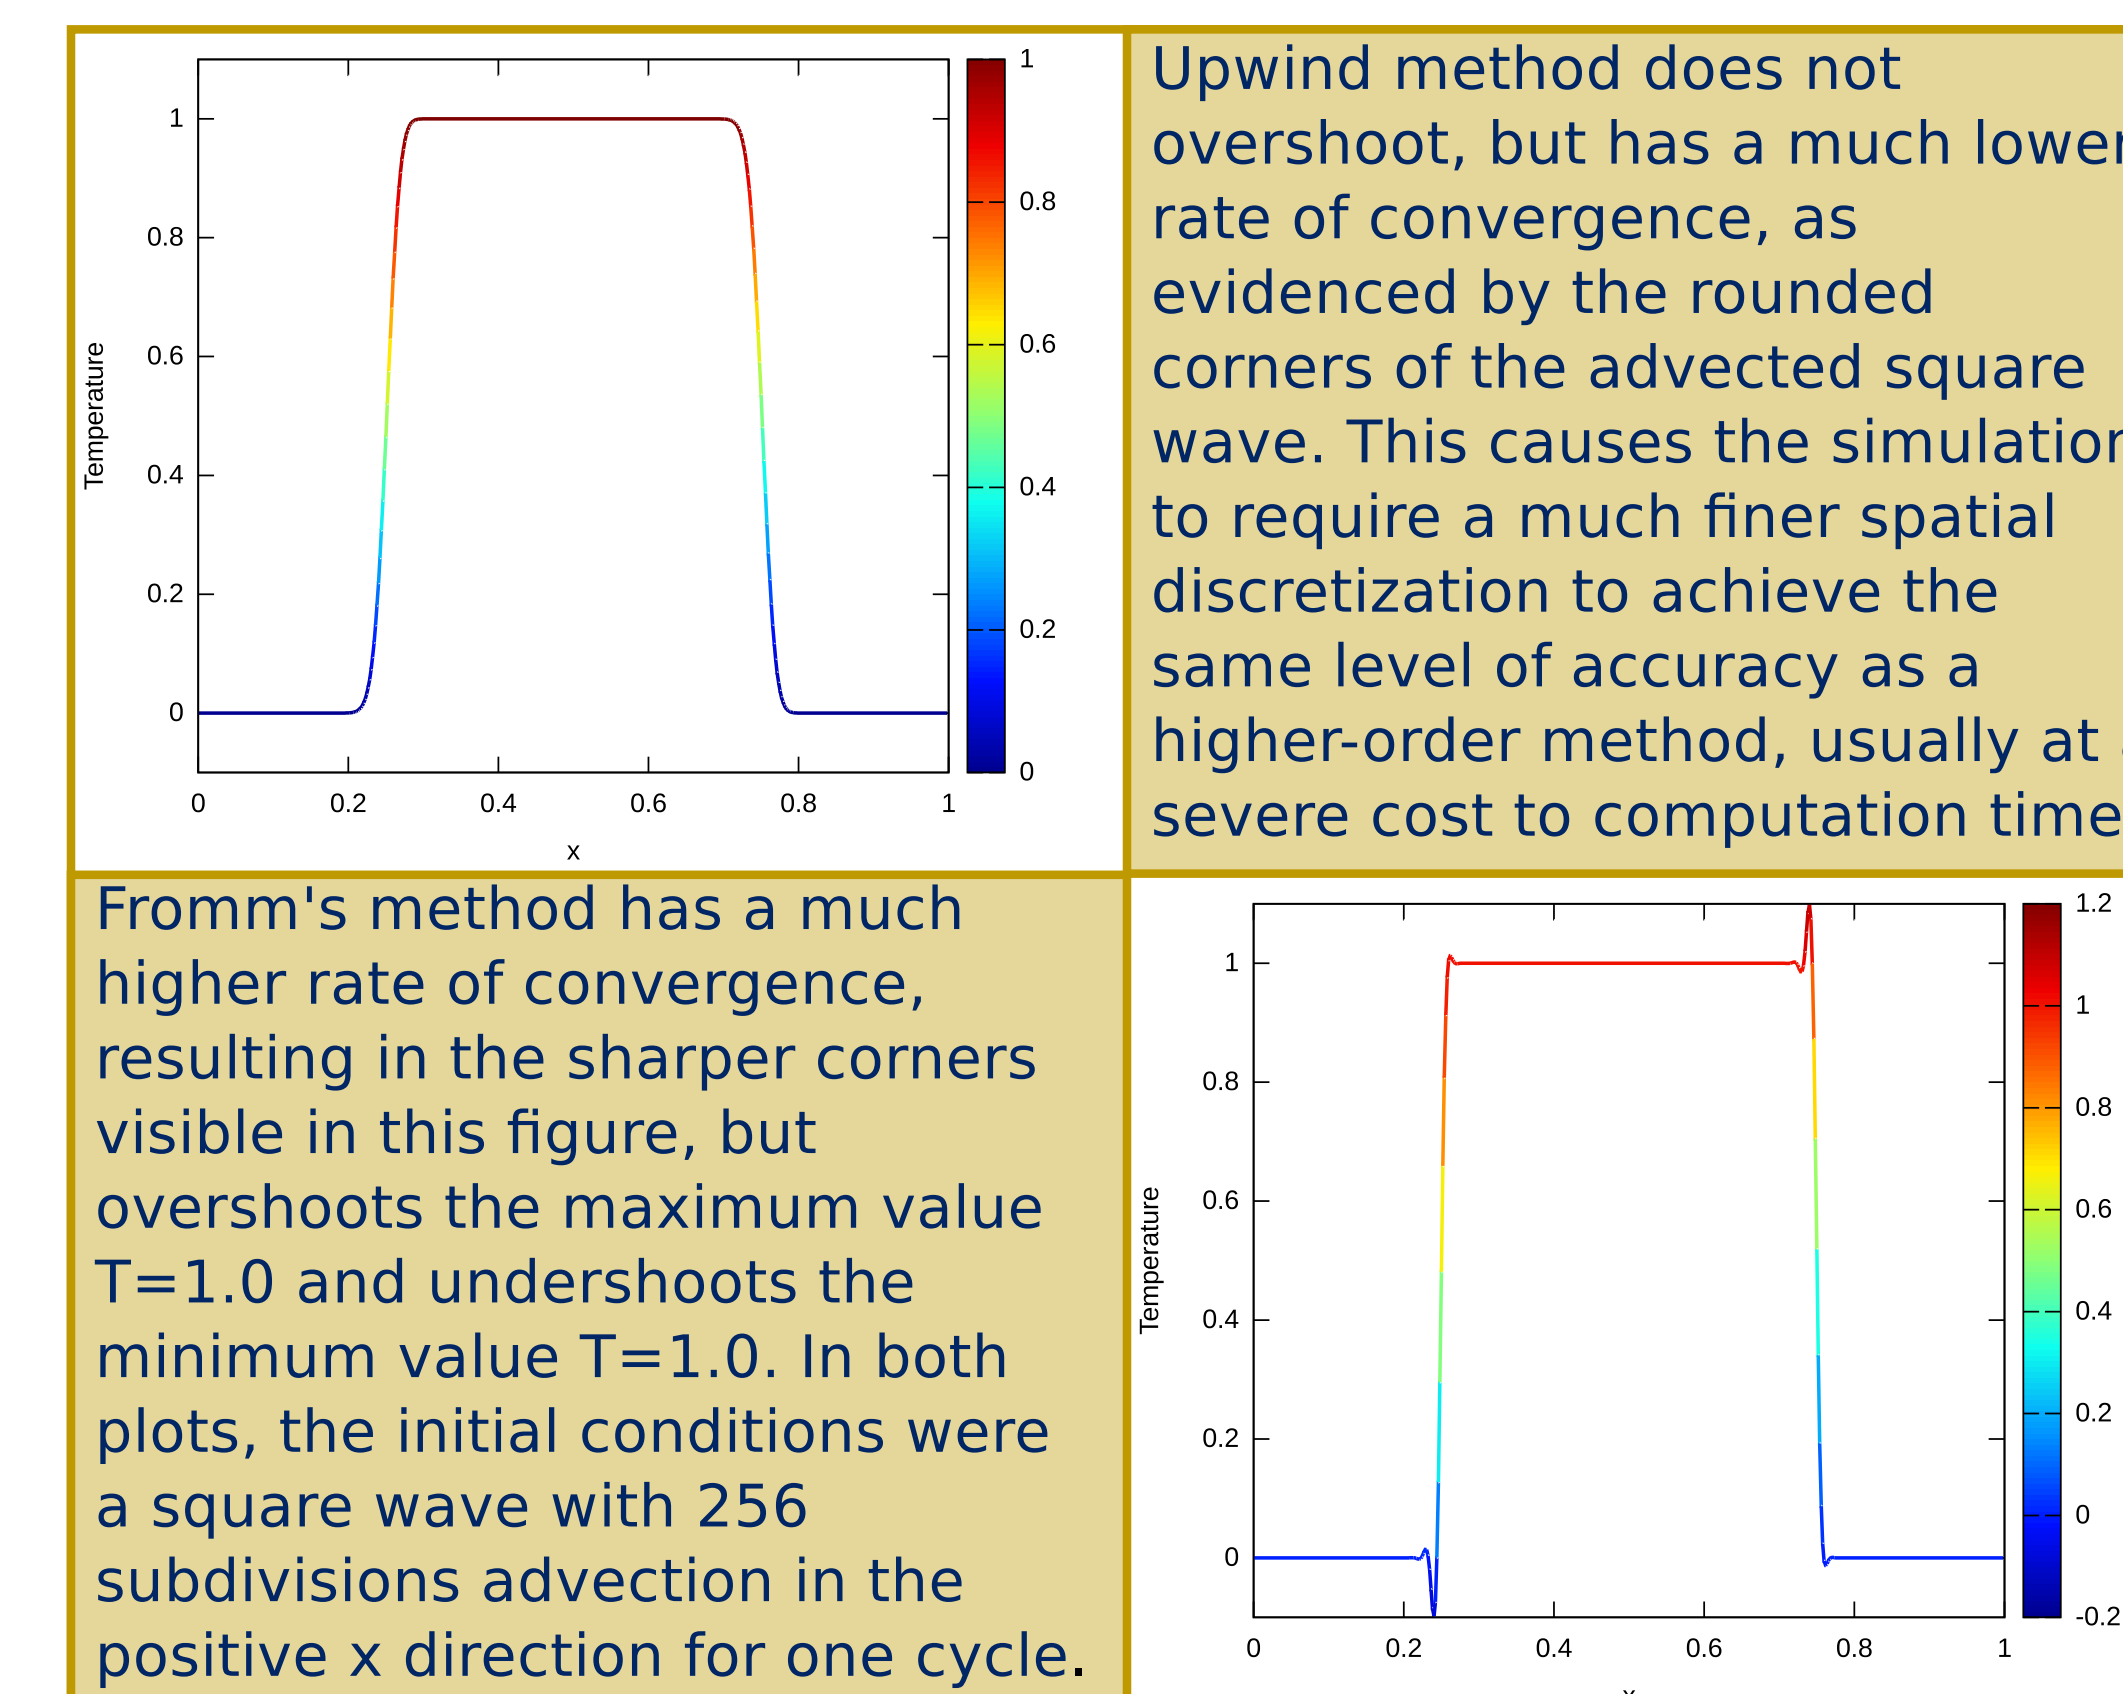 1
0.8
0.6
0.4
0.2
0
Temperature
0 0.2 0.4 0.6 0.8 1
x
1
0.8
0.6
0.4
0.2
0
Upwind method does not
overshoot, but has a much lower
rate of convergence, as
evidenced by the rounded
corners of the advected square
wave. This causes the simulation
to require a much finer spatial
discretization to achieve the
same level of accuracy as a
higher-order method, usually at
severe cost to computation time
Fromm's method has a much
higher rate of convergence,
resulting in the sharper corners
visible in this figure, but
overshoots the maximum value
T=1.0 and undershoots the
minimum value T=1.0. In both
plots, the initial conditions were
a square wave with 256
subdivisions advection in the
positive x direction for one cycle.
1
0.8
0.6
0.4
0.2
0
Temperature
0 0.2 0.4 0.6 0.8 1
1.2
1
0.8
0.6
0.4
0.2
0
-0.2